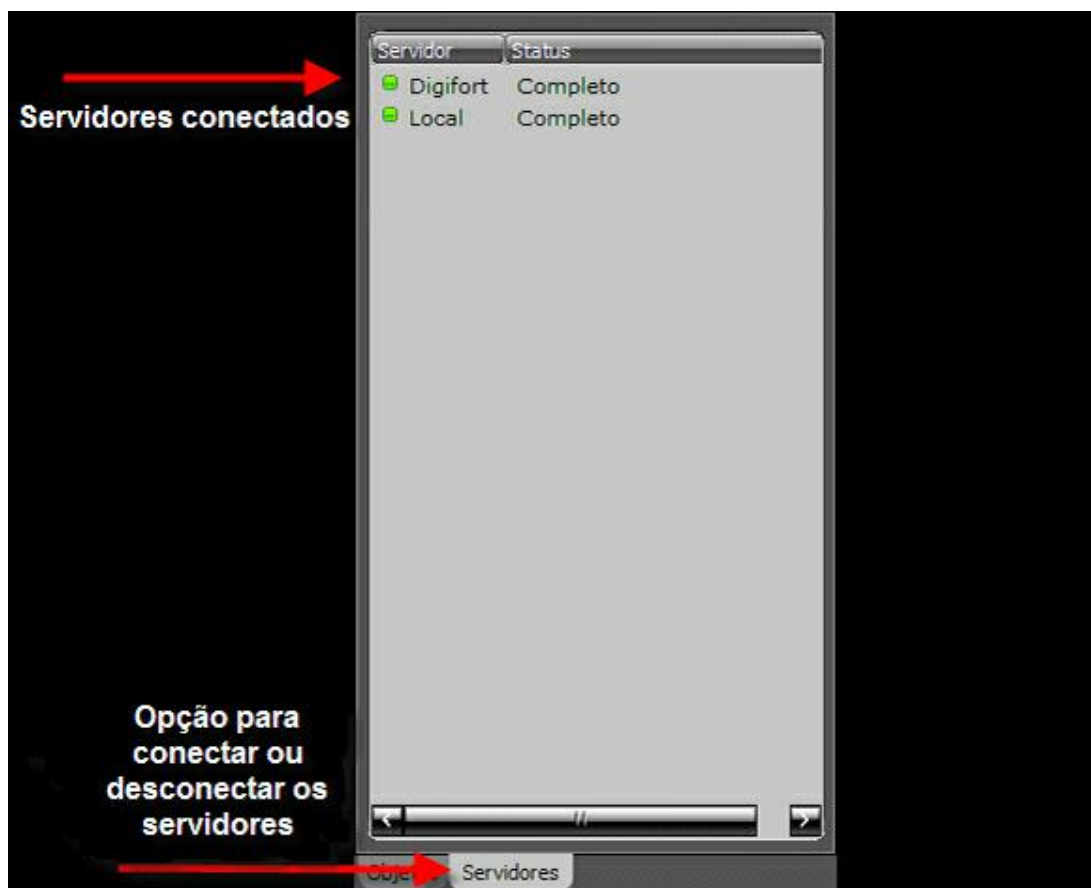 Servidor Status
Digifort Completo
Servidores conectados
Local Completo
Opção para
conectar ou
desconectar os
servidores
Servidores